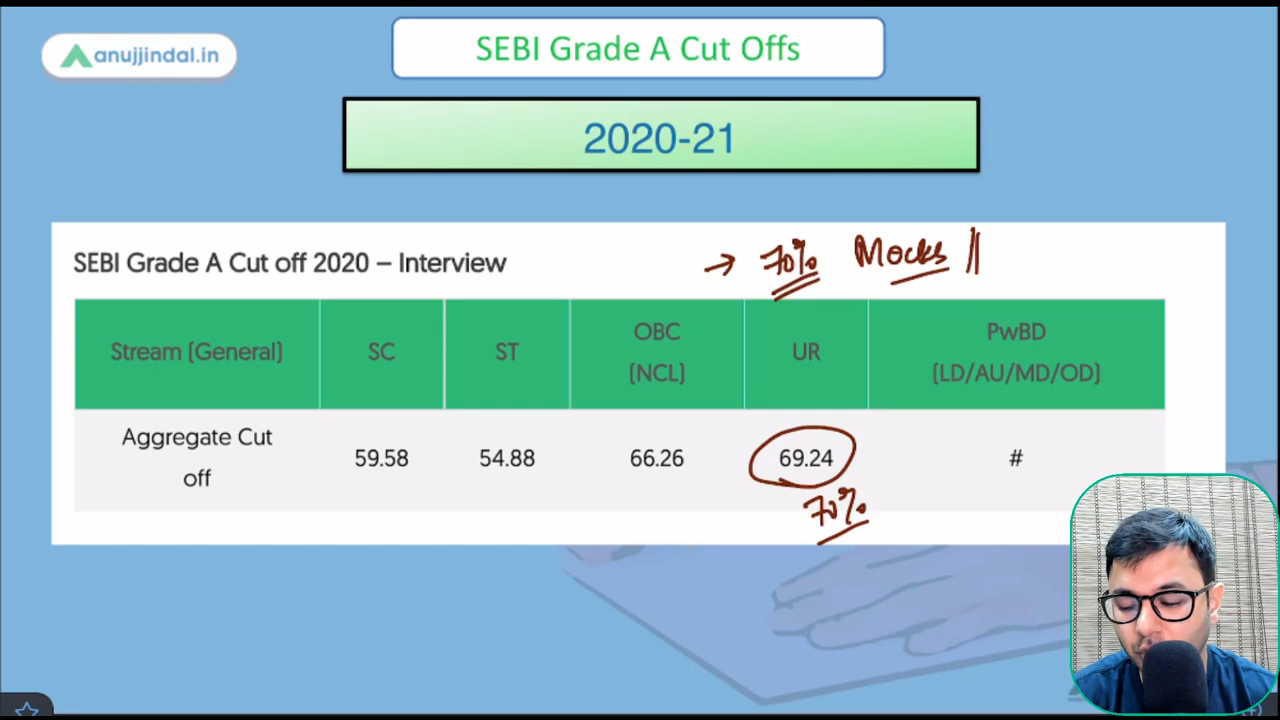 anujjindal.in
SEBI Grade A Cut Offs
2020-21
SEBI Grade A Cut off 2020 – Interview
→ 70% Mocks
Stream (General) SC ST OBC (NCL) UR PwBD (LD/AU/MD/OD)
Aggregate Cut off 59.58 54.88 66.26 69.24 #
70%